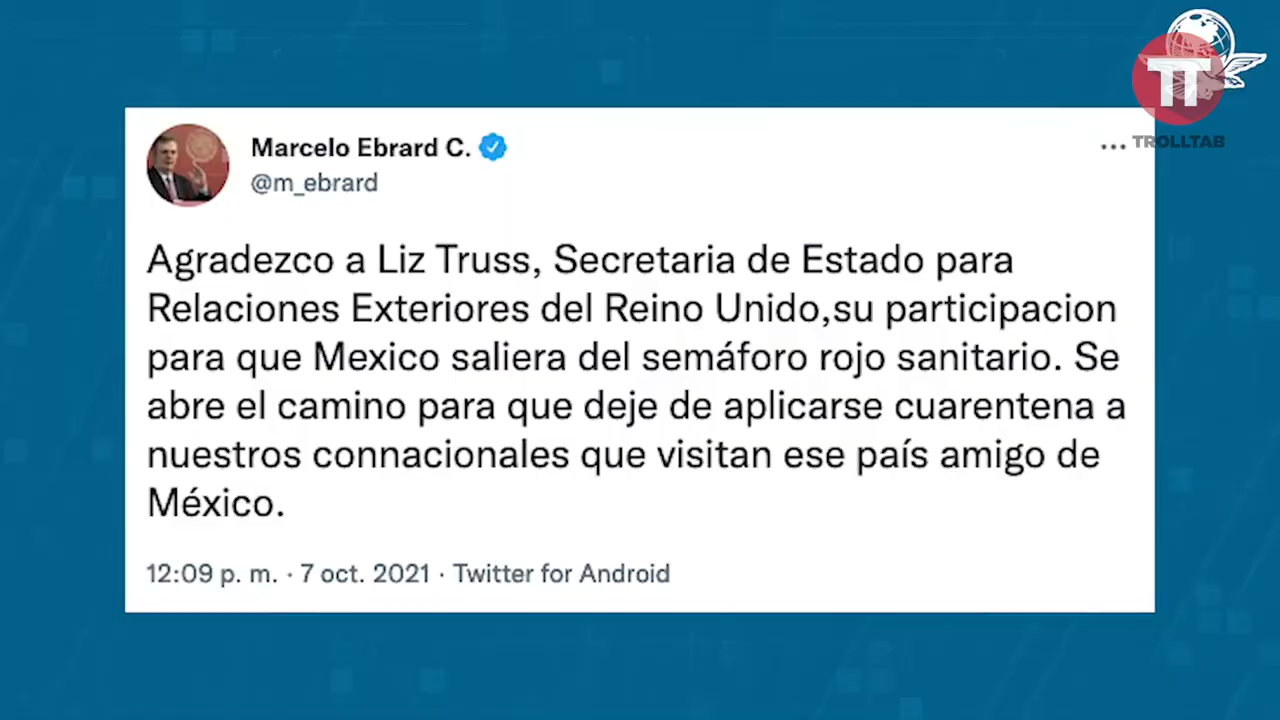 TT
TROLLTAB
Marcelo Ebrard C.
@m_ebrard
Agradezco a Liz Truss, Secretaria de Estado para
Relaciones Exteriores del Reino Unido,su participacion
para que Mexico saliera del semáforo rojo sanitario. Se
abre el camino para que deje de aplicarse cuarentena a
nuestros connacionales que visitan ese país amigo de
México.
12:09 p. m. · 7 oct. 2021 · Twitter for Android